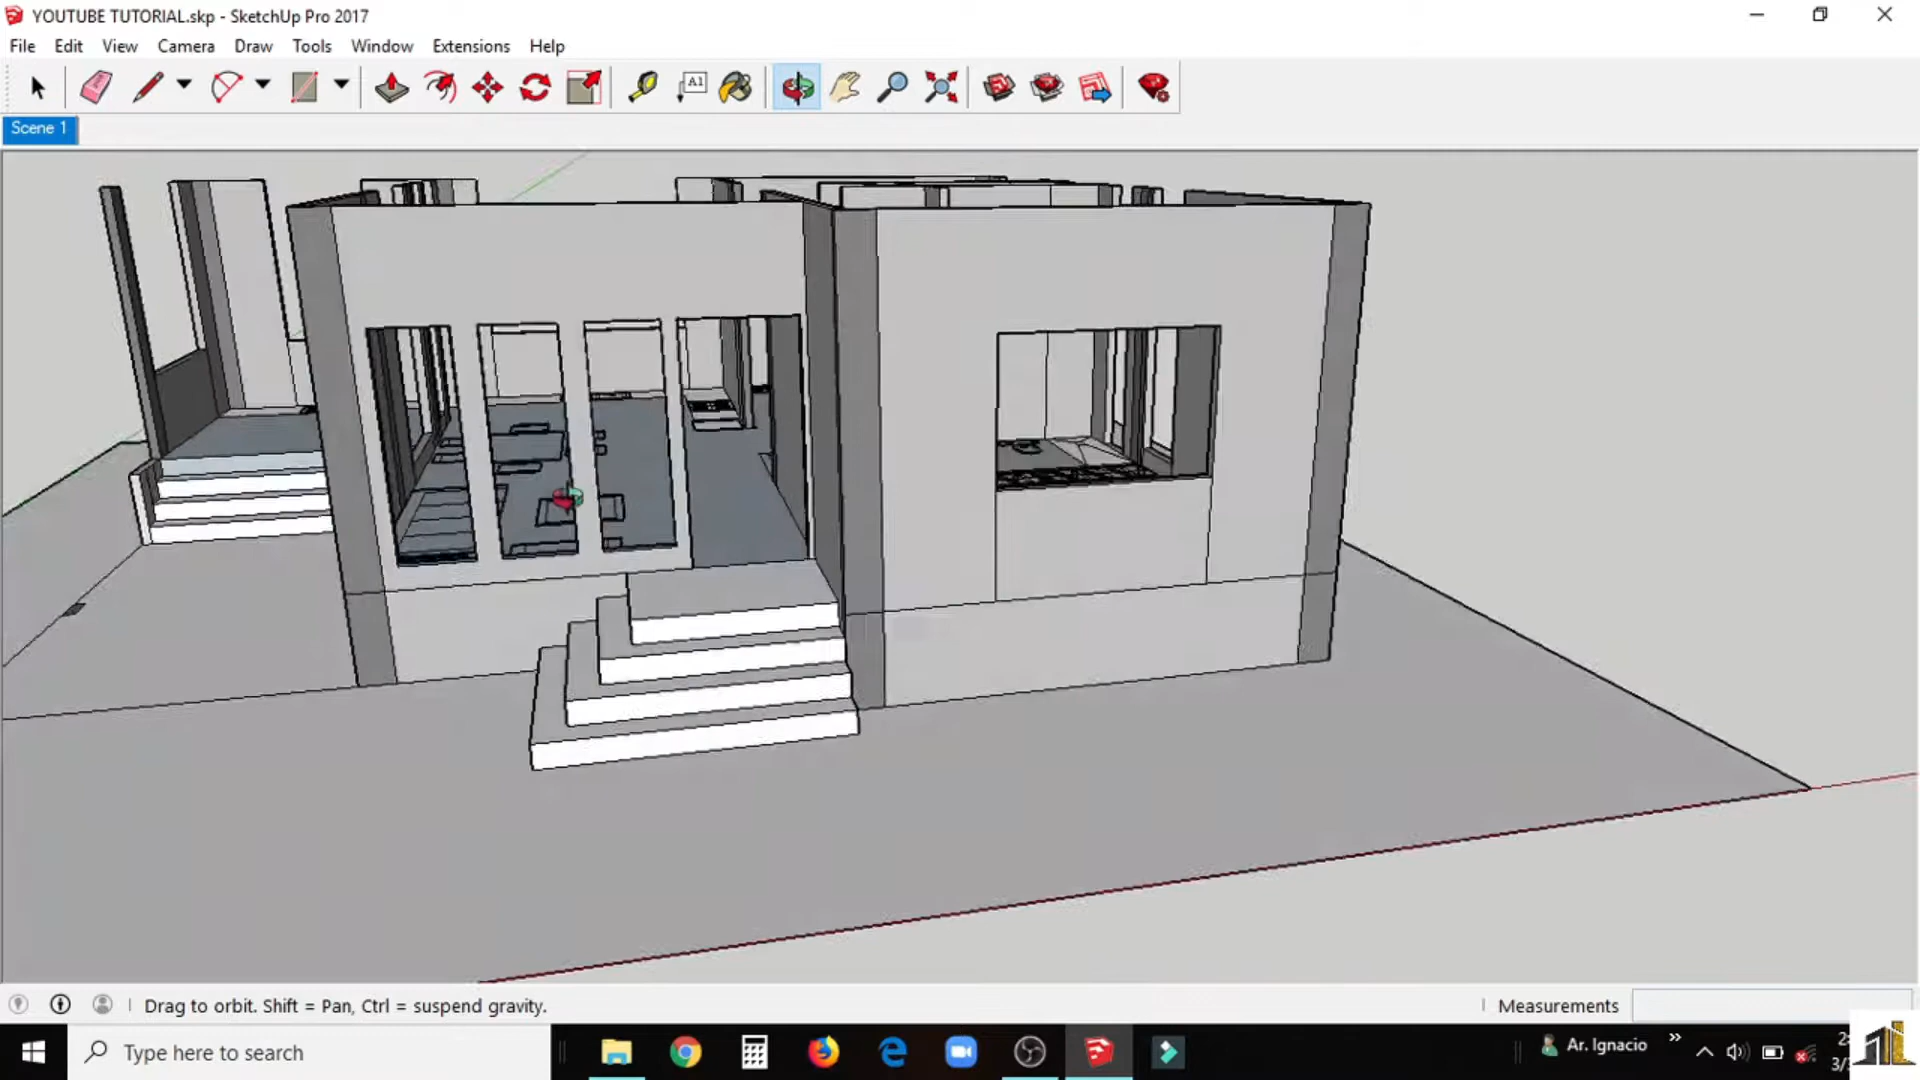 YOUTUBE TUTORIAL.skp - SketchUp Pro 2017
File Edit View Camera Draw Tools Window Extensions Help
A1
Scene 1
Drag to orbit. Shift = Pan, Ctrl = suspend gravity.
Measurements
Type here to search
Ar. Ignacio